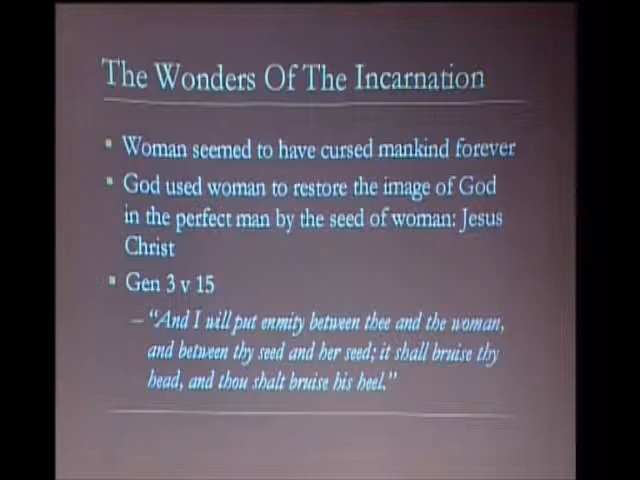 The Wonders Of The Incarnation
Woman seemed to have cursed mankind forever
God used woman to restore the image of God
in the perfect man by the seed of woman: Jesus
Christ
Gen 3 v 15
– “And I will put enmity between thee and the woman,
and between thy seed and her seed; it shall bruise thy
head, and thou shalt bruise his heel.”